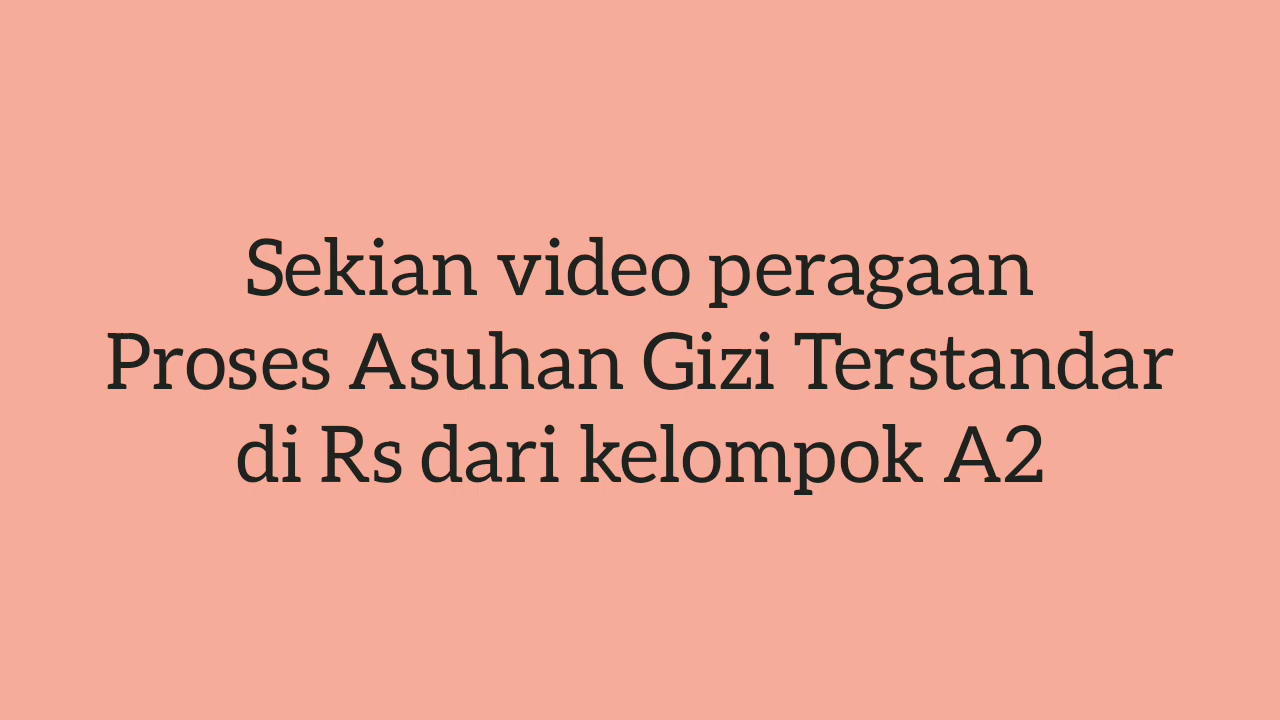 Sekian video peragaan
Proses Asuhan Gizi Terstandar
di Rs dari kelompok A2